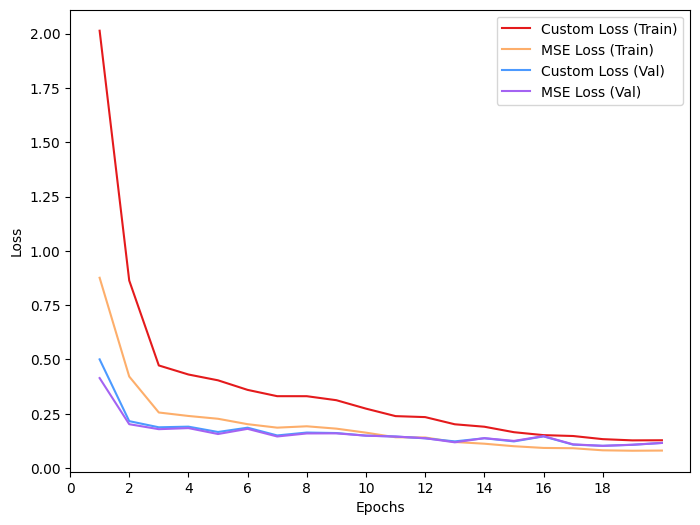 2.00
1.75
1.50
1.25
1.00
0.75
0.50
0.25
0.00
Loss
Custom Loss (Train)
MSE Loss (Train)
Custom Loss (Val)
MSE Loss (Val)
0 2 4 6 8 10 12 14 16 18
Epochs